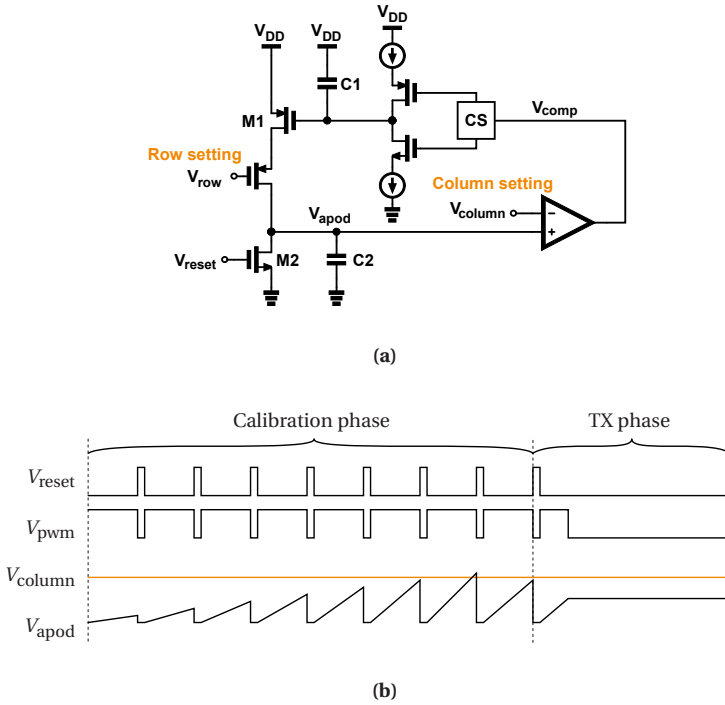 VDD
VDD
VDD
C1
M1
CS
Vcomp
Row setting
Vrow
Column setting
Vapod
Vcolumn
−
+
Vreset
M2
C2
(a)
Calibration phase
TX phase
Vreset
Vpwm
Vcolumn
Vapod
(b)